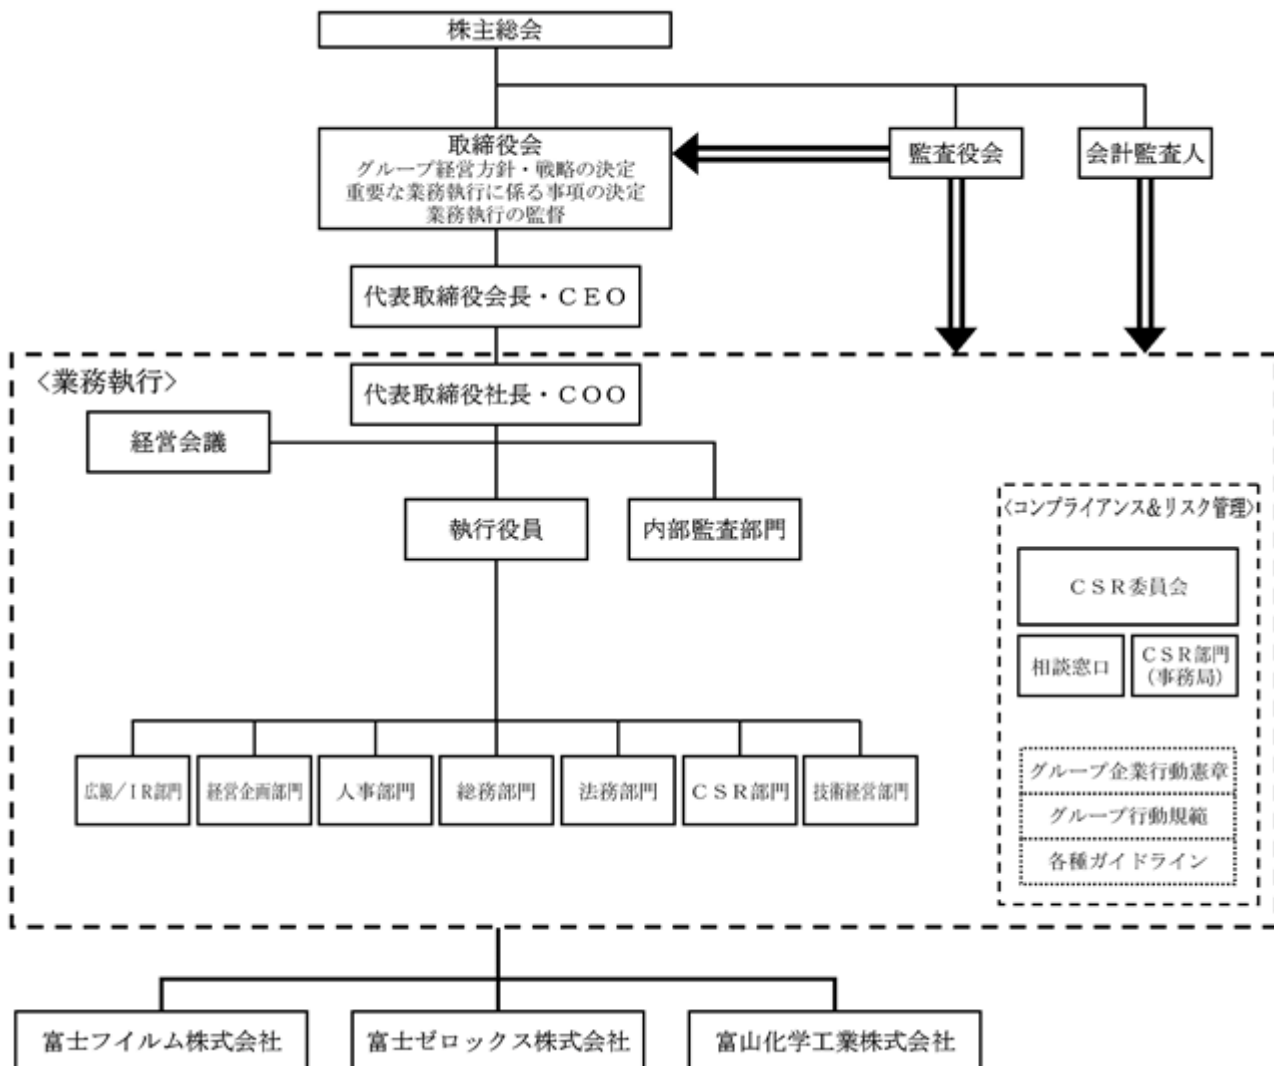 株主総会
取締役会
グループ経営方針・戦略の決定
重要な業務執行に係る事項の決定
業務執行の監督
監査役会
会計監査人
代表取締役会長・ＣＥＯ
<業務執行>
代表取締役社長・ＣＯＯ
経営会議
執行役員
内部監査部門
<コンプライアンス&リスク管理>
ＣＳＲ委員会
相談窓口
ＣＳＲ部門
(事務局)
広報／ＩＲ部門
経営企画部門
人事部門
総務部門
法務部門
ＣＳＲ部門
技術経営部門
グループ企業行動憲章
グループ行動規範
各種ガイドライン
富士フイルム株式会社
富士ゼロックス株式会社
富山化学工業株式会社